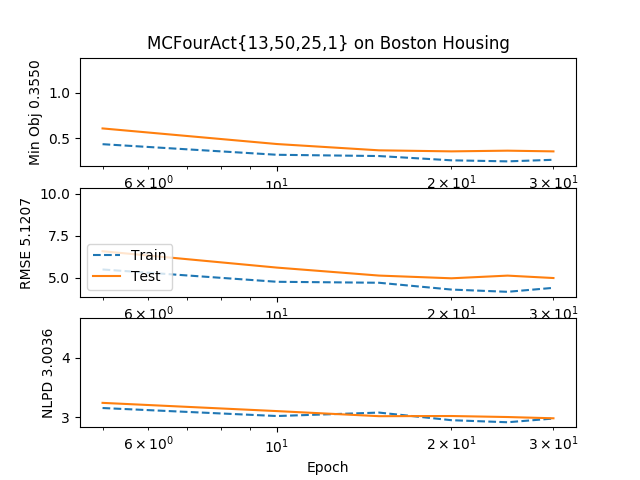 MCFourAct{13,50,25,1} on Boston Housing
Min Obj 0.3550
1.0
0.5
6 × 10⁰
10¹
2 × 10¹
3 × 10¹
RMSE 5.1207
10.0
7.5
5.0
Train
Test
6 × 10⁰
10¹
2 × 10¹
3 × 10¹
NLPD 3.0036
4
3
6 × 10⁰
10¹
2 × 10¹
3 × 10¹
Epoch